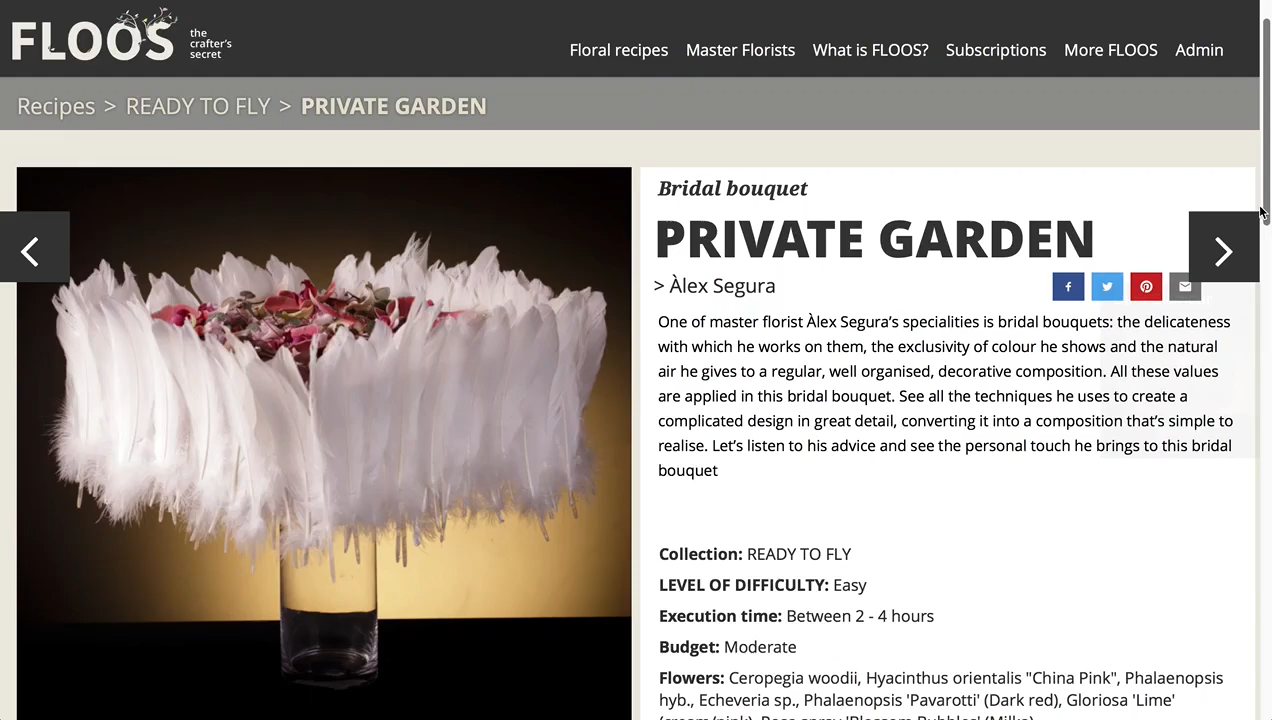 FLOOS
the
crafter's
secret
Floral recipes Master Florists What is FLOOS? Subscriptions More FLOOS Admin
Recipes > READY TO FLY > PRIVATE GARDEN
Bridal bouquet
PRIVATE GARDEN
> Àlex Segura
One of master florist Àlex Segura’s specialities is bridal bouquets: the delicateness
with which he works on them, the exclusivity of colour he shows and the natural
air he gives to a regular, well organised, decorative composition. All these values
are applied in this bridal bouquet. See all the techniques he uses to create a
complicated design in great detail, converting it into a composition that’s simple to
realise. Let’s listen to his advice and see the personal touch he brings to this bridal
bouquet
Collection: READY TO FLY
LEVEL OF DIFFICULTY: Easy
Execution time: Between 2 - 4 hours
Budget: Moderate
Flowers: Ceropegia woodii, Hyacinthus orientalis "China Pink", Phalaenopsis
hyb., Echeveria sp., Phalaenopsis 'Pavarotti' (Dark red), Gloriosa 'Lime'
(cream/pink), Rosa spray 'Blossom Bubbles' (Milka)